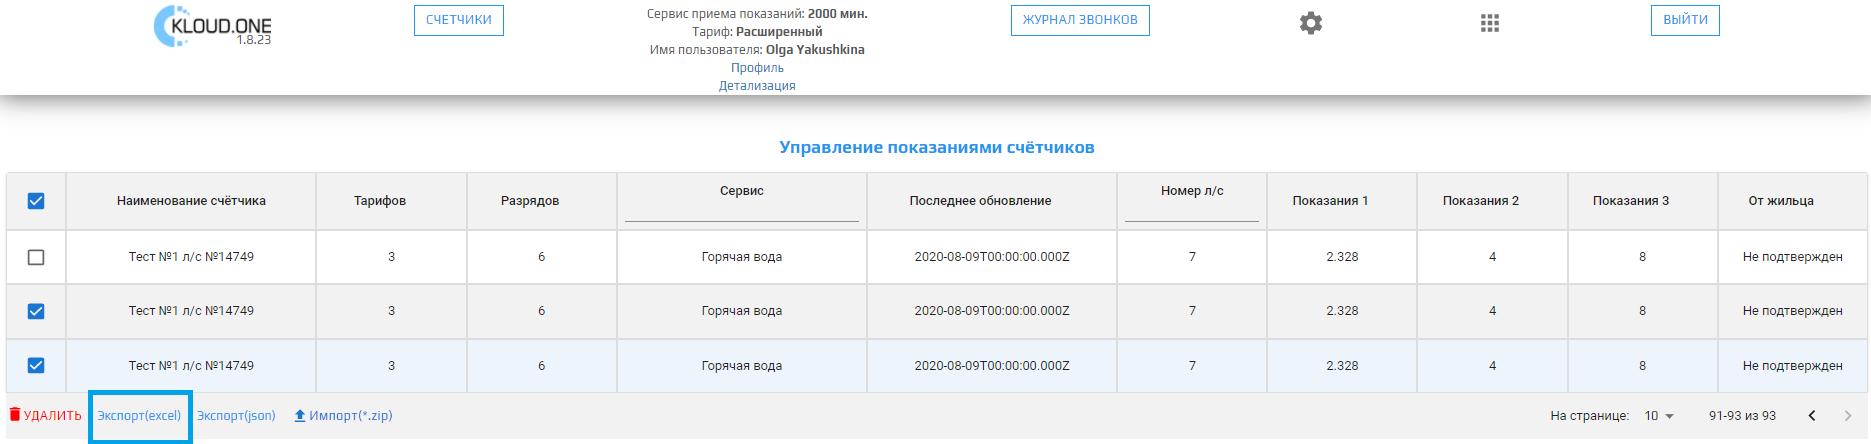 KLOUD.ONE
1.8.23
СЧЕТЧИКИ
Сервис приема показаний: 2000 мин.
Тариф: Расширенный
Имя пользователя: Olga Yakushkina
Профиль
Детализация
ЖУРНАЛ ЗВОНКОВ
ВЫЙТИ
Управление показаниями счётчиков
Наименование счётчика Тарифов Разрядов Сервис Последнее обновление Номер л/с Показания 1 Показания 2 Показания 3 От жильца
Тест №1 л/с №14749 3 6 Горячая вода 2020-08-09T00:00:00.000Z 7 2.328 4 8 Не подтвержден
Тест №1 л/с №14749 3 6 Горячая вода 2020-08-09T00:00:00.000Z 7 2.328 4 8 Не подтвержден
Тест №1 л/с №14749 3 6 Горячая вода 2020-08-09T00:00:00.000Z 7 2.328 4 8 Не подтвержден
УДАЛИТЬ Экспорт(excel) Экспорт(json) Импорт(*.zip) На странице: 10 91-93 из 93